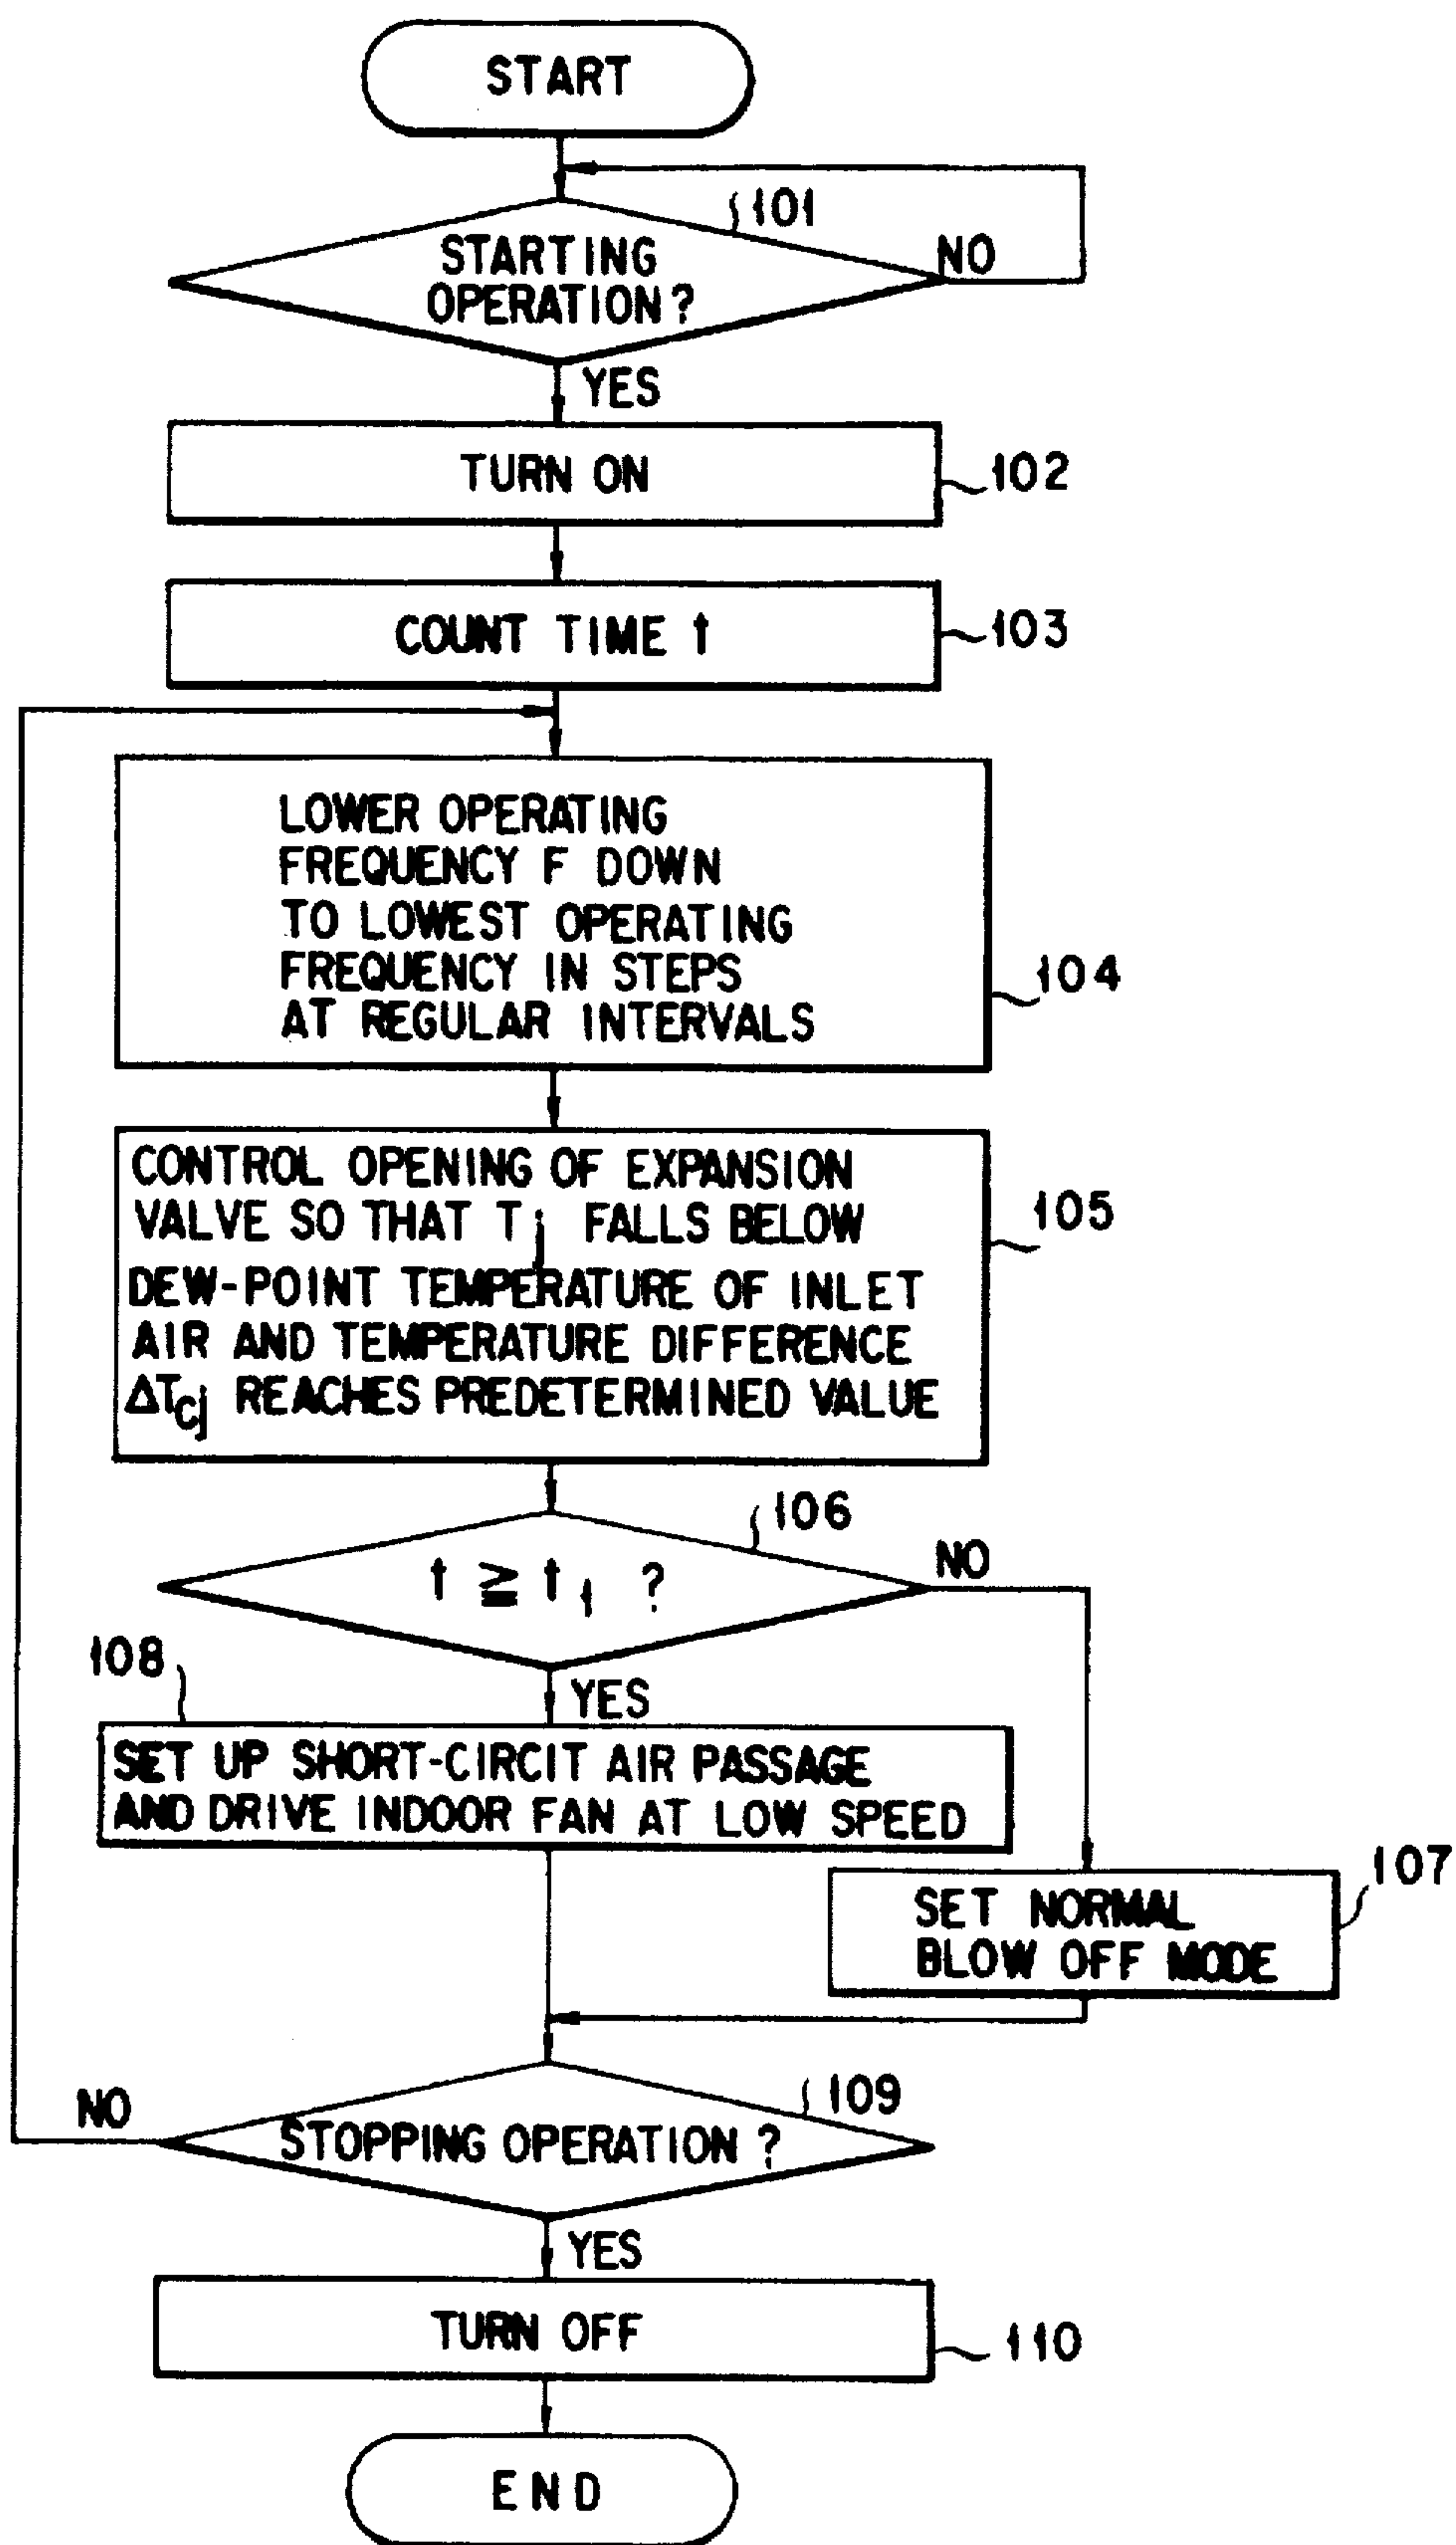 START
101
STARTING
OPERATION?
NO
YES
TURN ON
102
COUNT TIME t
103
LOWER OPERATING
FREQUENCY F DOWN
TO LOWEST OPERATING
FREQUENCY IN STEPS
AT REGULAR INTERVALS
104
CONTROL OPENING OF EXPANSION
VALVE SO THAT Tj FALLS BELOW
DEW-POINT TEMPERATURE OF INLET
AIR AND TEMPERATURE DIFFERENCE
ΔTcj REACHES PREDETERMINED VALUE
105
106
t ≧ t1 ?
NO
YES
108
SET UP SHORT-CIRCIT AIR PASSAGE
AND DRIVE INDOOR FAN AT LOW SPEED
107
SET NORMAL
BLOW OFF MODE
109
STOPPING OPERATION ?
NO
YES
TURN OFF
110
END